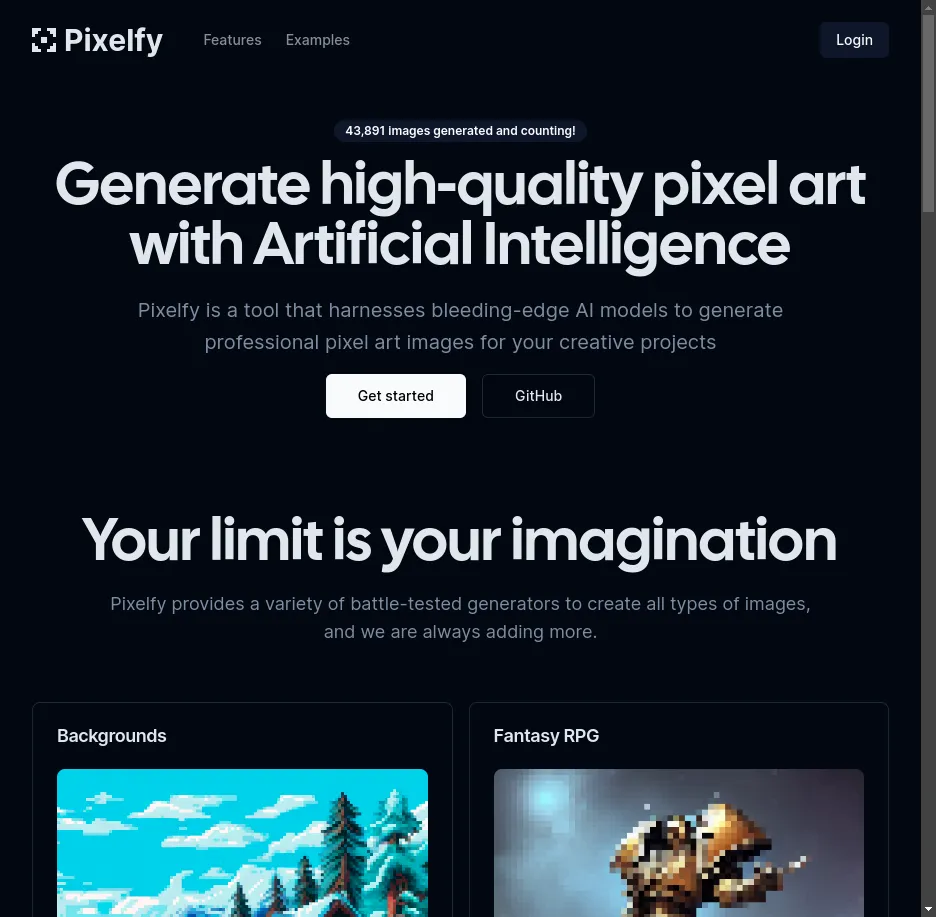 Pixelfy
Features
Examples
Login
43,891 images generated and counting!
Generate high-quality pixel art
with Artificial Intelligence
Pixelfy is a tool that harnesses bleeding-edge AI models to generate
professional pixel art images for your creative projects
Get started
GitHub
Your limit is your imagination
Pixelfy provides a variety of battle-tested generators to create all types of images,
and we are always adding more.
Backgrounds
Fantasy RPG